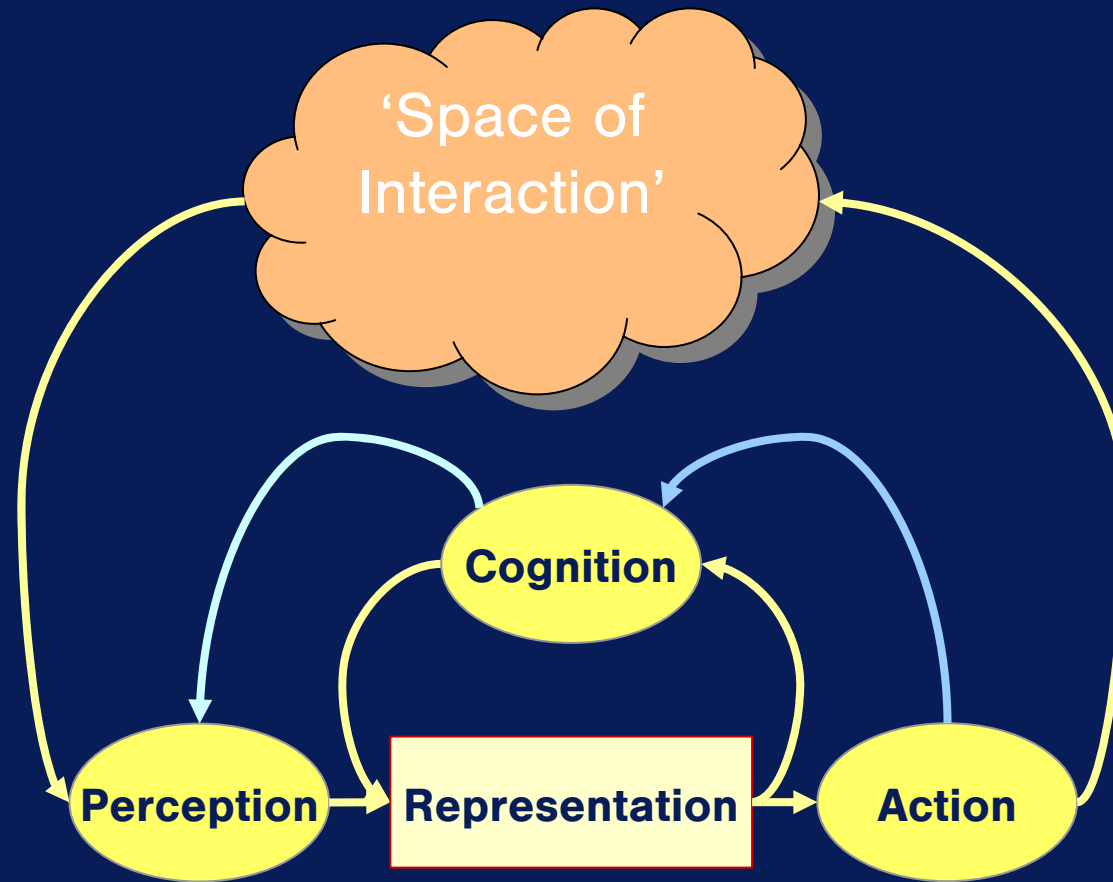 ‘Space of
Interaction’
Cognition
Perception
Representation
Action